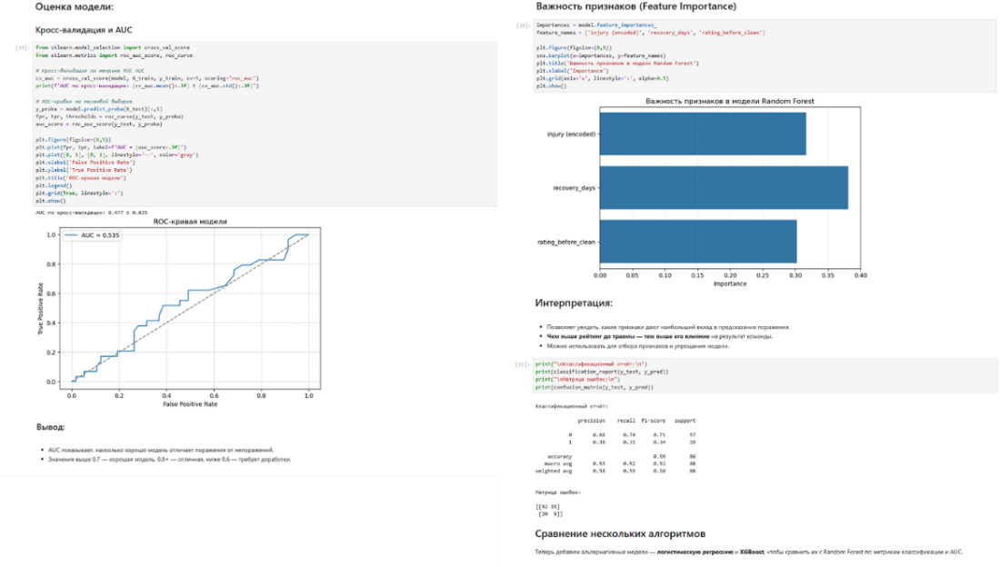 Оценка модели:
Кросс-валидация и AUC
from sklearn.model_selection import cross_val_score
from sklearn.metrics import roc_auc_score, roc_curve
# Кросс-валидация по метрике ROC AUC
cv_auc = cross_val_score(model, X_train, y_train, cv=5, scoring='roc_auc')
print(f"AUC по кросс-валидации: {cv_auc.mean():.3f} ± {cv_auc.std():.3f}")
# ROC-кривая на тестовой выборке
y_proba = model.predict_proba(X_test)[:,1]
fpr, tpr, thresholds = roc_curve(y_test, y_proba)
auc_score = roc_auc_score(y_test, y_proba)
plt.figure(figsize=(8,5))
plt.plot(fpr, tpr, label=f"AUC = {auc_score:.3f}")
plt.plot([0, 1], [0, 1], linestyle='--', color='gray')
plt.xlabel('False Positive Rate')
plt.ylabel('True Positive Rate')
plt.title('ROC-кривая модели')
plt.legend()
plt.grid(True, linestyle=':')
plt.show()
AUC по кросс-валидации: 0.477 ± 0.035
ROC-кривая модели
AUC = 0.535
1.0
0.8
0.6
0.4
0.2
0.0
True Positive Rate
0.0 0.2 0.4 0.6 0.8 1.0
False Positive Rate
Вывод:
• AUC показывает, насколько хорошо модель отличает поражения от непоражений.
• Значения выше 0.7 — хорошая модель, 0.8+ — отличная, ниже 0.6 — требует доработки.
Важность признаков (Feature Importance)
importances = model.feature_importances_
feature_names = ['injury (encoded)', 'recovery_days', 'rating_before_clean']
plt.figure(figsize=(8,5))
sns.barplot(x=importances, y=feature_names)
plt.title('Важность признаков в модели Random Forest')
plt.xlabel('Importance')
plt.grid(axis='x', linestyle=':', alpha=0.5)
plt.show()
Важность признаков в модели Random Forest
injury (encoded)
recovery_days
rating_before_clean
0.00 0.05 0.10 0.15 0.20 0.25 0.30 0.35 0.40
Importance
Интерпретация:
• Позволяет увидеть, какие признаки дают наибольший вклад в предсказание поражения.
• Чем выше рейтинг до травмы — тем выше его влияние на результат команды.
• Можно использовать для отбора признаков и упрощения модели.
print("\nКлассификационный отчёт:\n")
print(classification_report(y_test, y_pred))
print("\nМатрица ошибок:\n")
print(confusion_matrix(y_test, y_pred))
Классификационный отчёт:
precision recall f1-score support
0 0.68 0.74 0.71 57
1 0.38 0.31 0.34 29
accuracy 0.59 86
macro avg 0.53 0.52 0.52 86
weighted avg 0.58 0.59 0.58 86
Матрица ошибок:
[[42 15]
[20 9]]
Сравнение нескольких алгоритмов
Теперь добавим альтернативные модели — логистическую регрессию и XGBoost, чтобы сравнить их с Random Forest по метрикам классификации и AUC.